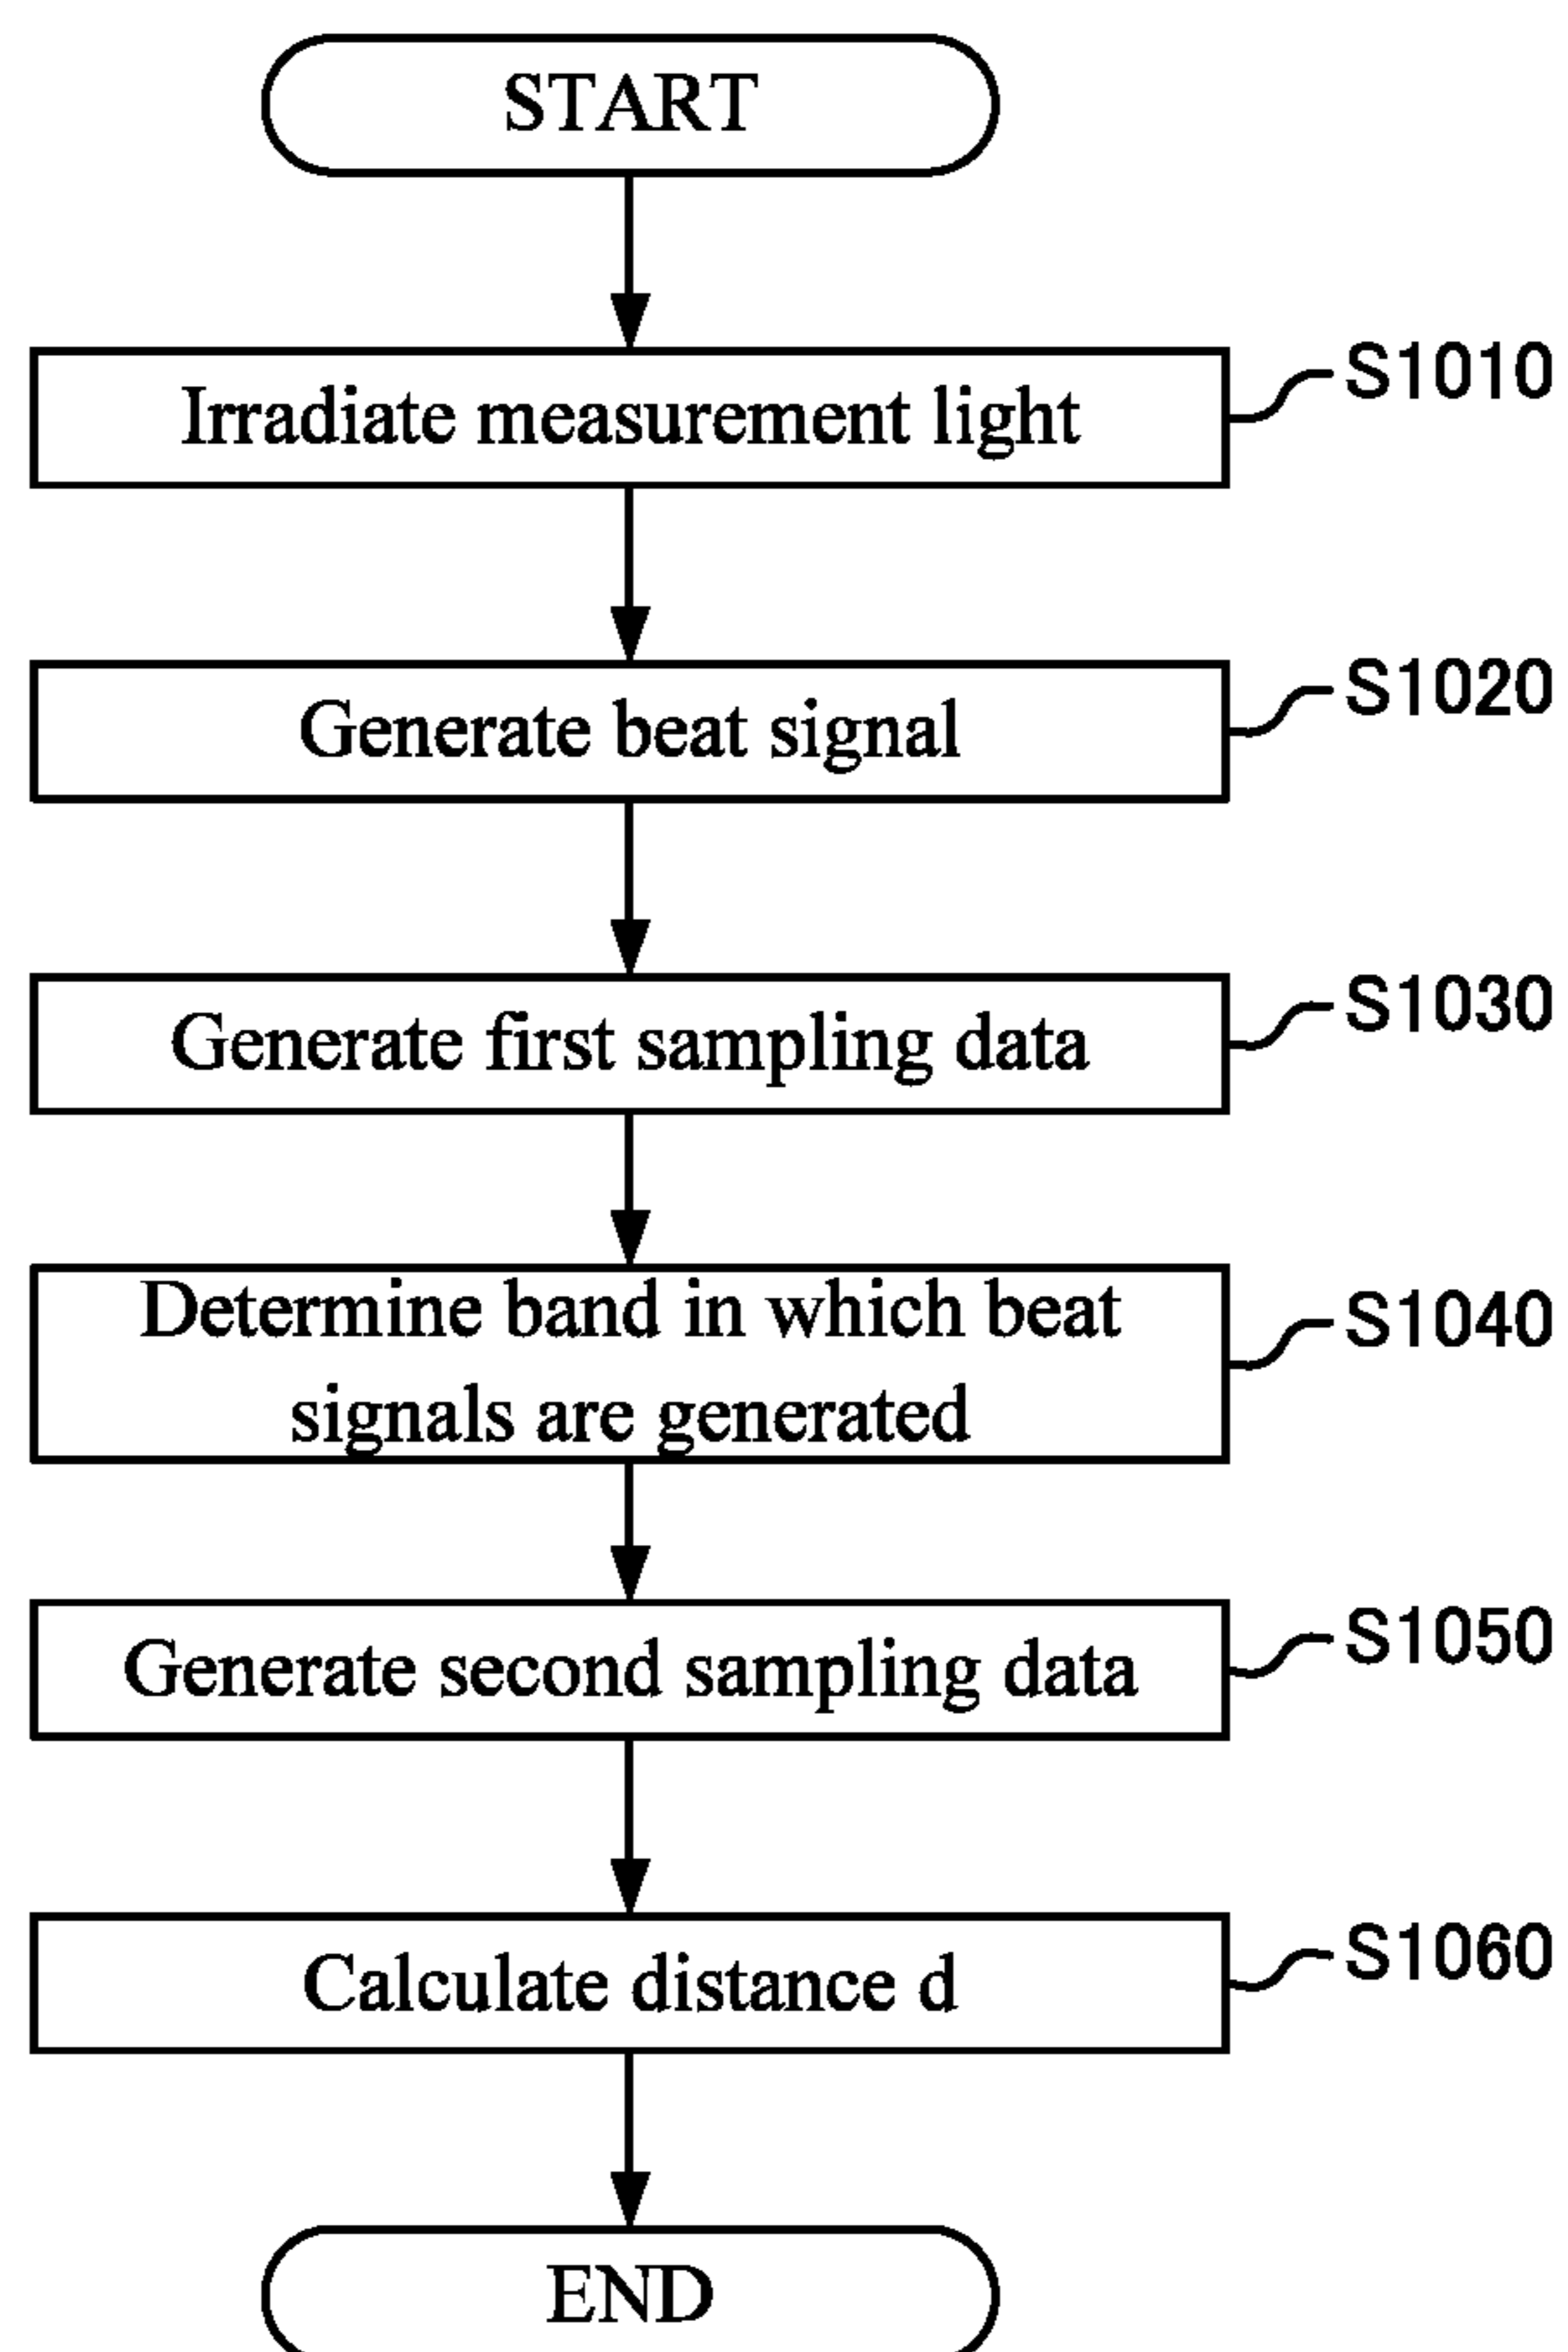 START
Irradiate measurement light
S1010
Generate beat signal
S1020
Generate first sampling data
S1030
Determine band in which beat
signals are generated
S1040
Generate second sampling data
S1050
Calculate distance d
S1060
END